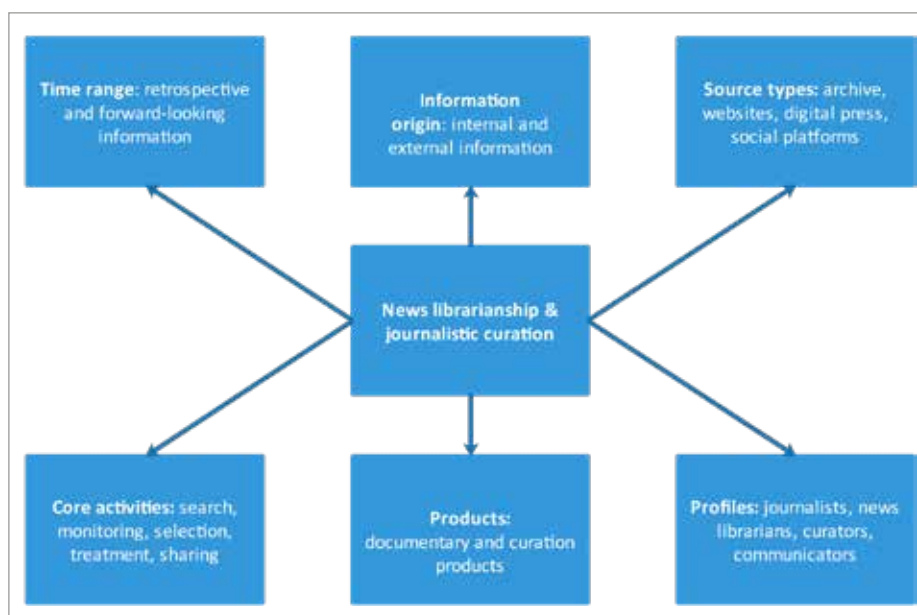 Time range: retrospective
and forward-looking
information
Information
origin: internal and
external information
Source types: archive,
websites, digital press,
social platforms
News librarianship &
journalistic curation
Core activities: search,
monitoring, selection,
treatment, sharing
Products:
documentary and curation
products
Profiles: journalists, news
librarians, curators,
communicators